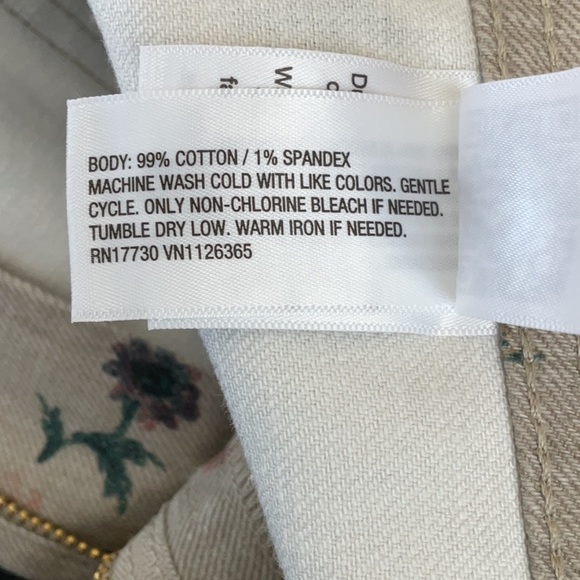 BODY: 99% COTTON / 1% SPANDEX
MACHINE WASH COLD WITH LIKE COLORS. GENTLE
CYCLE. ONLY NON-CHLORINE BLEACH IF NEEDED.
TUMBLE DRY LOW. WARM IRON IF NEEDED.
RN17730 VN1126365